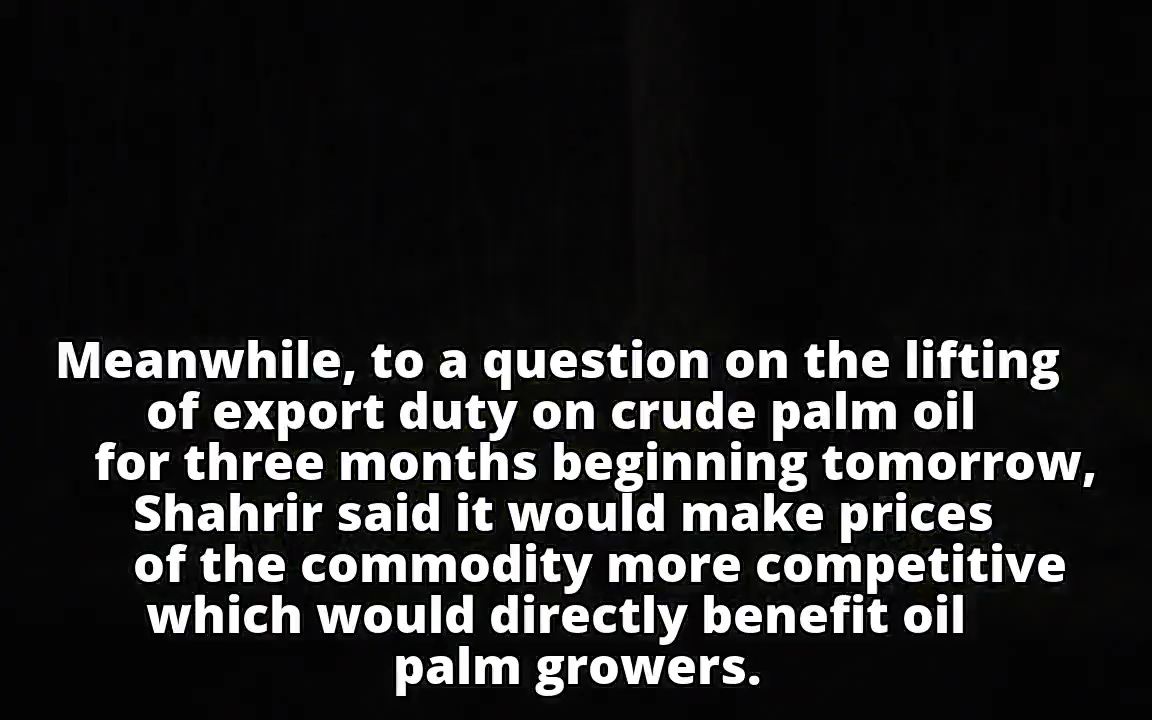 Meanwhile, to a question on the lifting
of export duty on crude palm oil
for three months beginning tomorrow,
Shahrir said it would make prices
of the commodity more competitive
which would directly benefit oil
palm growers.